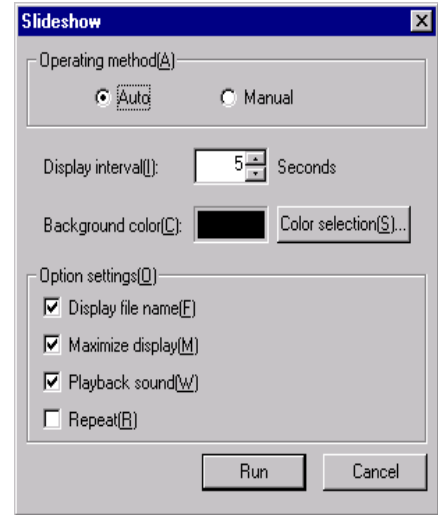 Slideshow
Operating method(A)
Auto Manual
Display interval(I): 5 Seconds
Background color(C): Color selection(S)...
Option settings(O)
Display file name(F)
Maximize display(M)
Playback sound(W)
Repeat(R)
Run Cancel